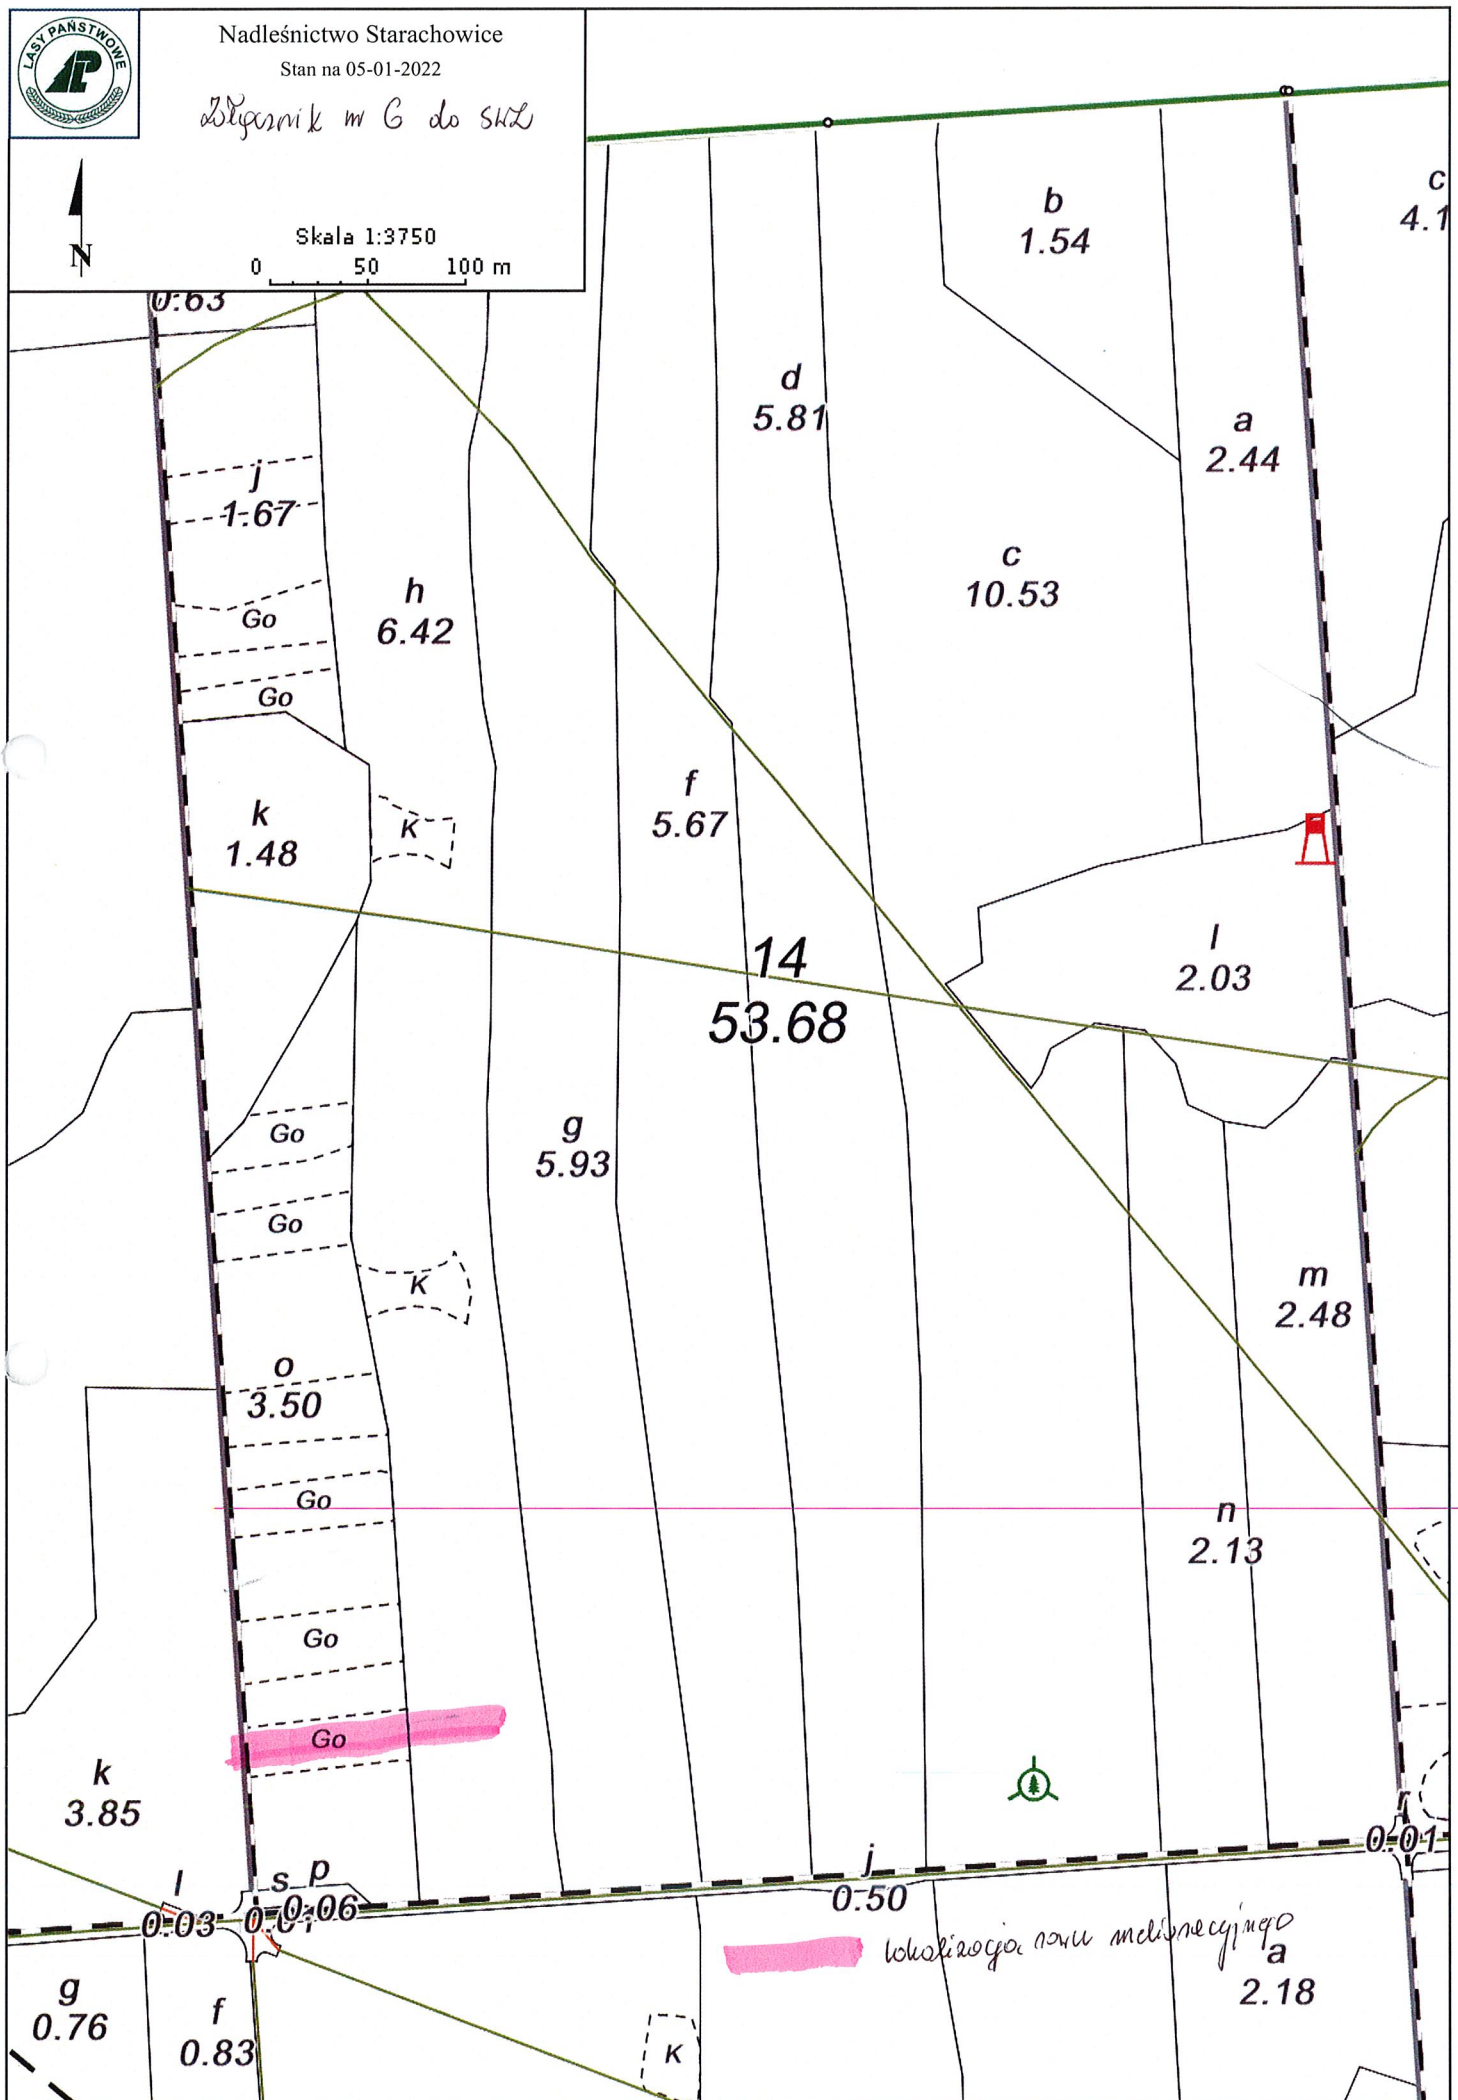 LASY PAŃSTWOWE
Nadleśnictwo Starachowice
Stan na 05-01-2022
Załącznik nr 6 do SWZ
N
Skala 1:3750
0 50 100 m
0.63
b
1.54
c
4.1
d
5.81
a
2.44
j
1.67
c
10.53
h
6.42
Go
Go
f
5.67
k
1.48
K
14
53.68
l
2.03
g
5.93
Go
Go
K
m
2.48
o
3.50
Go
n
2.13
Go
Go
k
3.85
r
0.01
j
0.50
l
0.03
s
p
0.06
lokalizacja rowu melioracyjnego
a
2.18
g
0.76
f
0.83
K